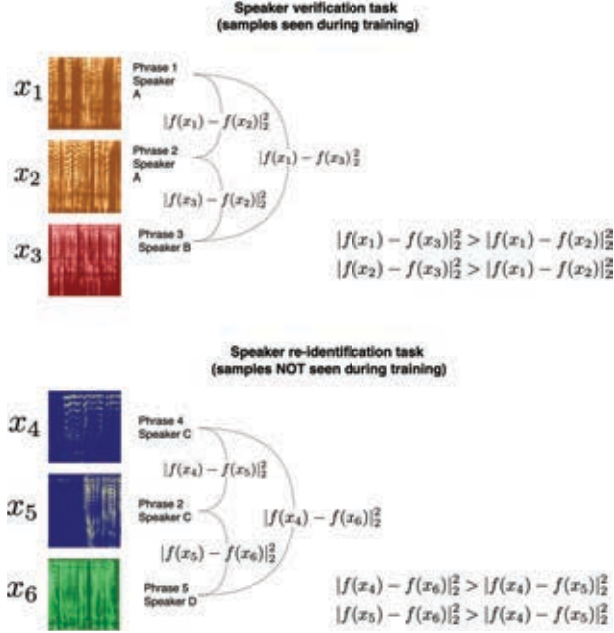 Speaker verification task
(samples seen during training)
x₁
Phrase 1
Speaker
A
|f(x₁) − f(x₂)|²₂
x₂
Phrase 2
Speaker
A
|f(x₁) − f(x₃)²₂
|f(x₃) − f(x₂)|²₂
x₃
Phrase 3
Speaker B
|f(x₁) − f(x₃)|²₂ > |f(x₁) − f(x₂)|²₂
|f(x₂) − f(x₃)|²₂ > |f(x₁) − f(x₂)|²₂
Speaker re-identification task
(samples NOT seen during training)
x₄
Phrase 4
Speaker C
|f(x₄) − f(x₅)|²₂
x₅
Phrase 2
Speaker C
|f(x₄) − f(x₆)|²₂
|f(x₅) − f(x₆)|²₂
x₆
Phrase 5
Speaker D
|f(x₄) − f(x₆)|²₂ > |f(x₄) − f(x₅)|²₂
|f(x₅) − f(x₆)|²₂ > |f(x₄) − f(x₅)|²₂